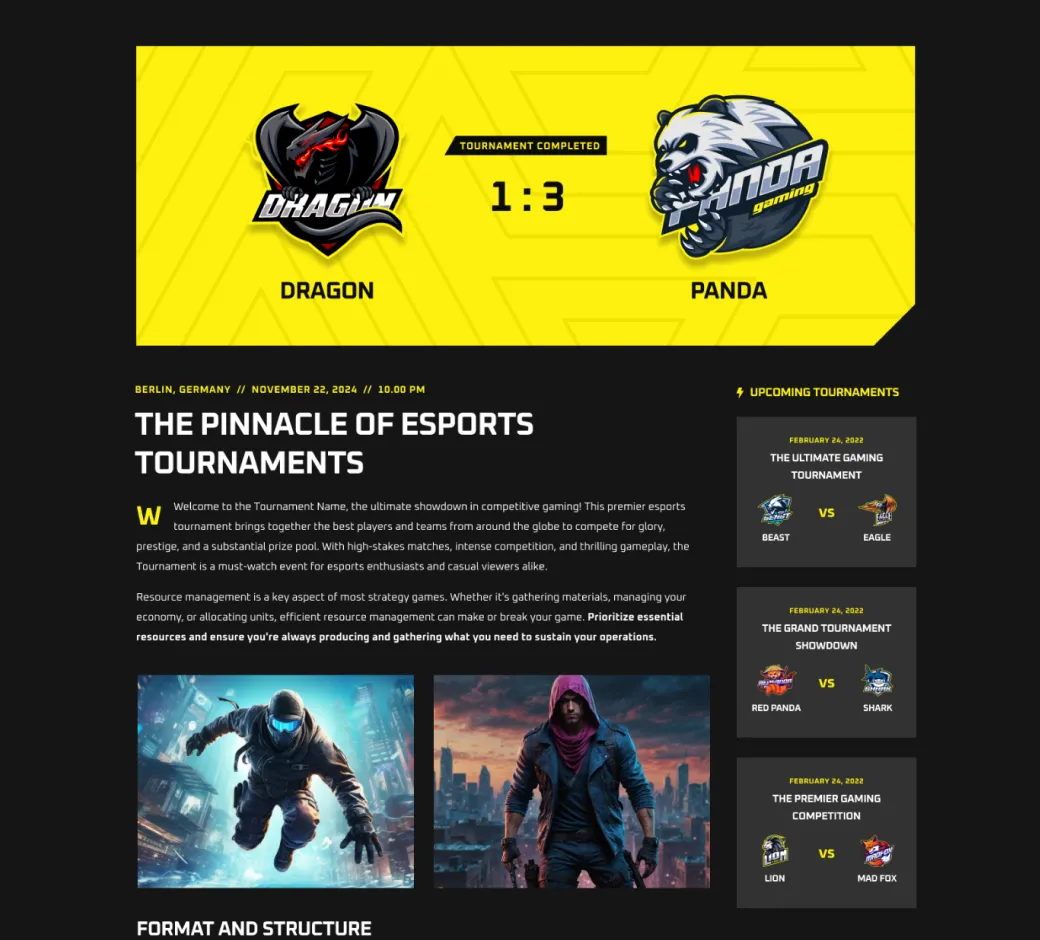 TOURNAMENT COMPLETED
1 : 3
DRAGON
PANDA
gaming
DRAGON
PANDA
BERLIN, GERMANY // NOVEMBER 22, 2024 // 10.00 PM
THE PINNACLE OF ESPORTS
TOURNAMENTS
W Welcome to the Tournament Name, the ultimate showdown in competitive gaming! This premier esports
tournament brings together the best players and teams from around the globe to compete for glory,
prestige, and a substantial prize pool. With high-stakes matches, intense competition, and thrilling gameplay, the
Tournament is a must-watch event for esports enthusiasts and casual viewers alike.
Resource management is a key aspect of most strategy games. Whether it's gathering materials, managing your
economy, or allocating units, efficient resource management can make or break your game. Prioritize essential
resources and ensure you're always producing and gathering what you need to sustain your operations.
FORMAT AND STRUCTURE
UPCOMING TOURNAMENTS
FEBRUARY 24, 2022
THE ULTIMATE GAMING
TOURNAMENT
VS
BEAST
EAGLE
FEBRUARY 24, 2022
THE GRAND TOURNAMENT
SHOWDOWN
VS
SHARK
RED PANDA
SHARK
FEBRUARY 24, 2022
THE PREMIER GAMING
COMPETITION
LION
VS
MADFOX
LION
MAD FOX